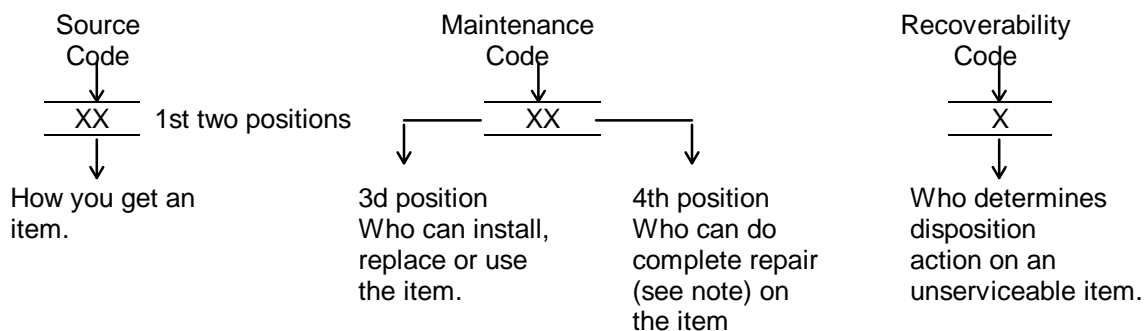 Source
Code
XX 1st two positions
How you get an
item.
Maintenance
Code
XX
3d position
Who can install,
replace or use
the item.
4th position
Who can do
complete repair
(see note) on
the item
Recoverability
Code
X
Who determines
disposition
action on an
unserviceable item.